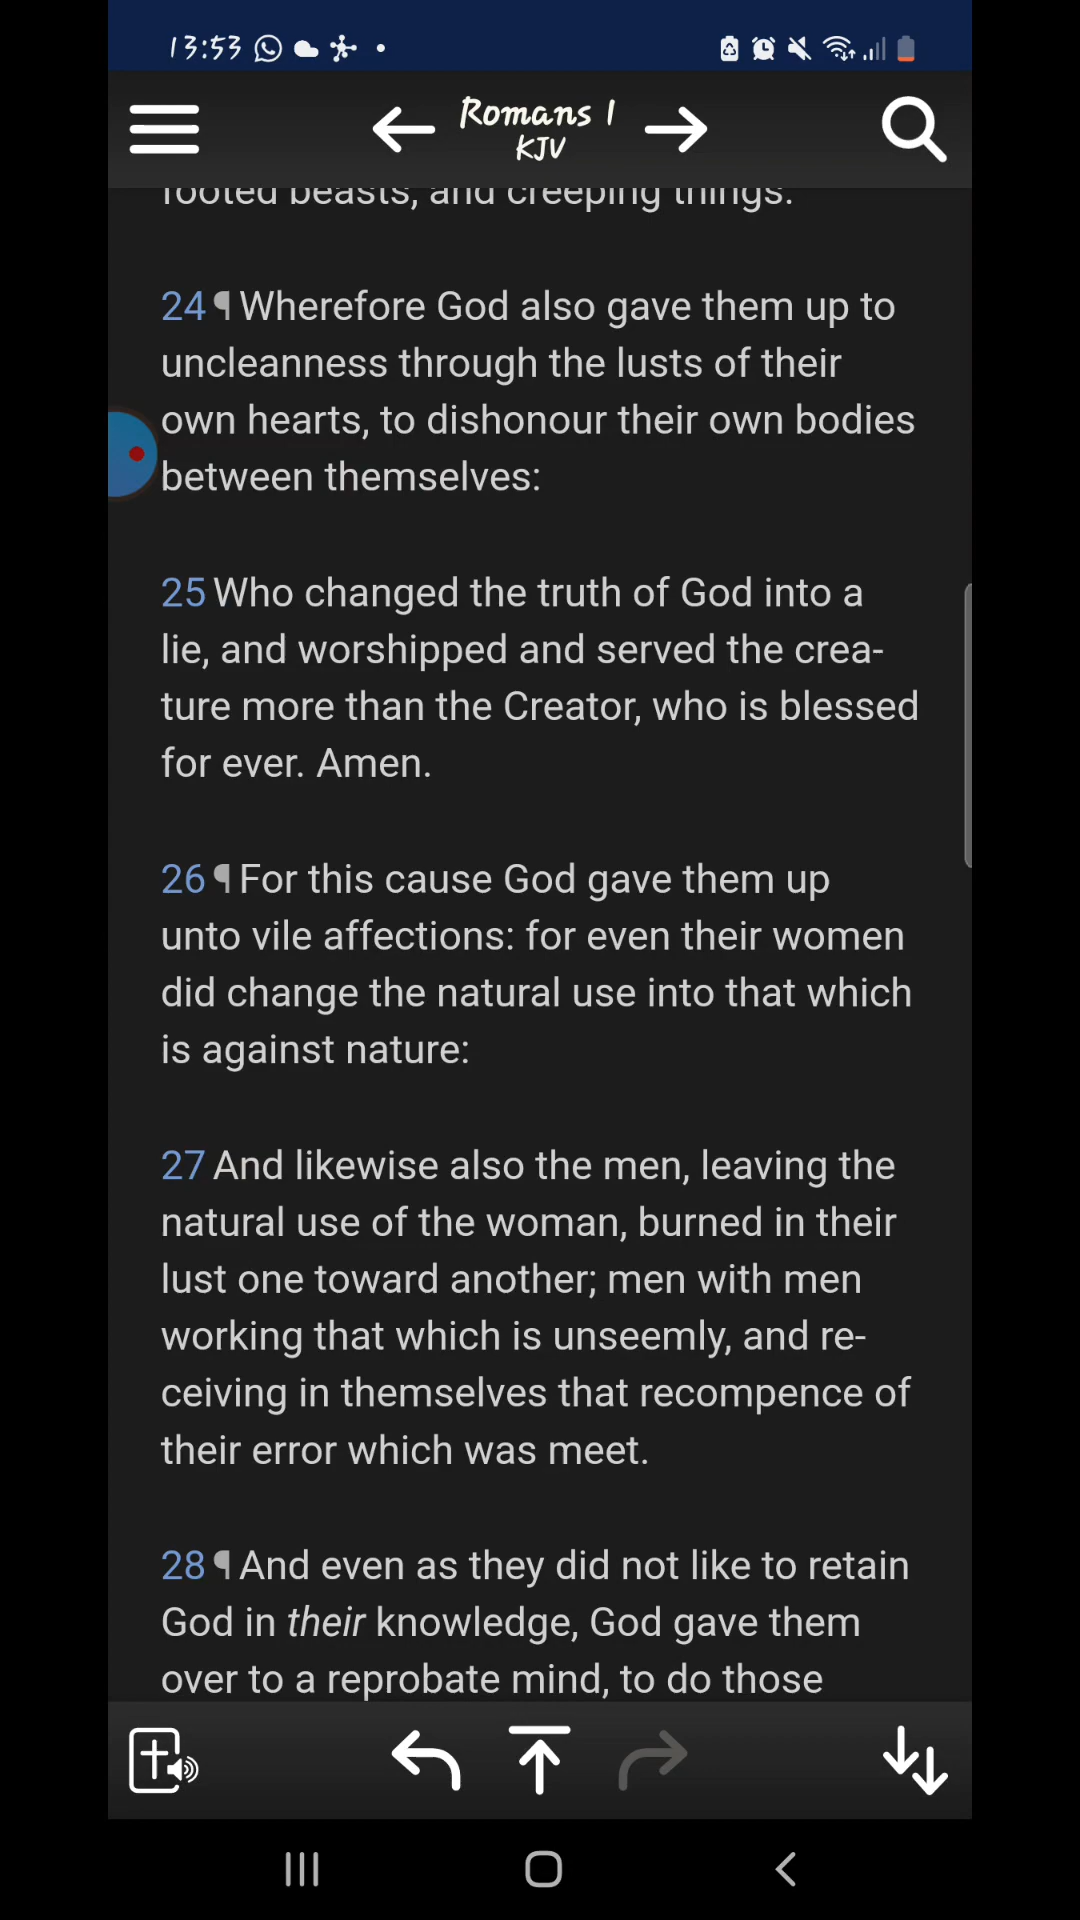 13:53
Romans 1
KJV
footed beasts, and creeping things.
24 ¶ Wherefore God also gave them up to
uncleanness through the lusts of their
own hearts, to dishonour their own bodies
between themselves:
25 Who changed the truth of God into a
lie, and worshipped and served the crea-
ture more than the Creator, who is blessed
for ever. Amen.
26 ¶ For this cause God gave them up
unto vile affections: for even their women
did change the natural use into that which
is against nature:
27 And likewise also the men, leaving the
natural use of the woman, burned in their
lust one toward another; men with men
working that which is unseemly, and re-
ceiving in themselves that recompence of
their error which was meet.
28 ¶ And even as they did not like to retain
God in their knowledge, God gave them
over to a reprobate mind, to do those